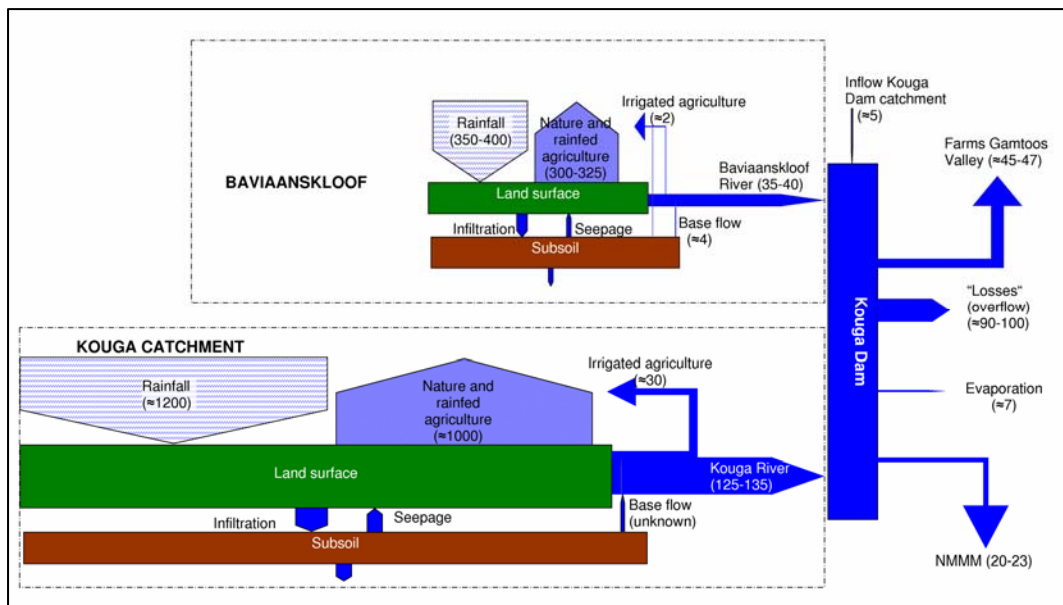 BAVIAANSKLOOF
Rainfall
(350-400)
Nature and
rainfed
agriculture
(300-325)
Irrigated agriculture
(≈2)
Land surface
Baviaanskloof
River (35-40)
Infiltration
Seepage
Base flow
(≈4)
Subsoil
KOUGA CATCHMENT
Rainfall
(≈1200)
Nature and
rainfed
agriculture
(≈1000)
Irrigated agriculture
(≈30)
Land surface
Kouga River
(125-135)
Infiltration
Seepage
Base flow
(unknown)
Subsoil
Inflow Kouga
Dam catchment
(≈5)
Kouga Dam
Farms Gamtoos
Valley (≈45-47)
"Losses"
(overflow)
(≈90-100)
Evaporation
(≈7)
NMMM (20-23)